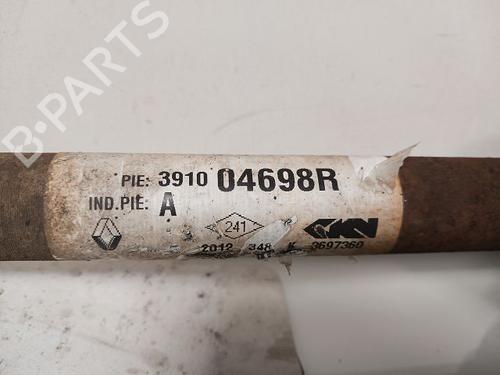 B-PARTS
PIE: 3910 04698R
IND.PIE: A
241
GKN
2012 348 K 3697360